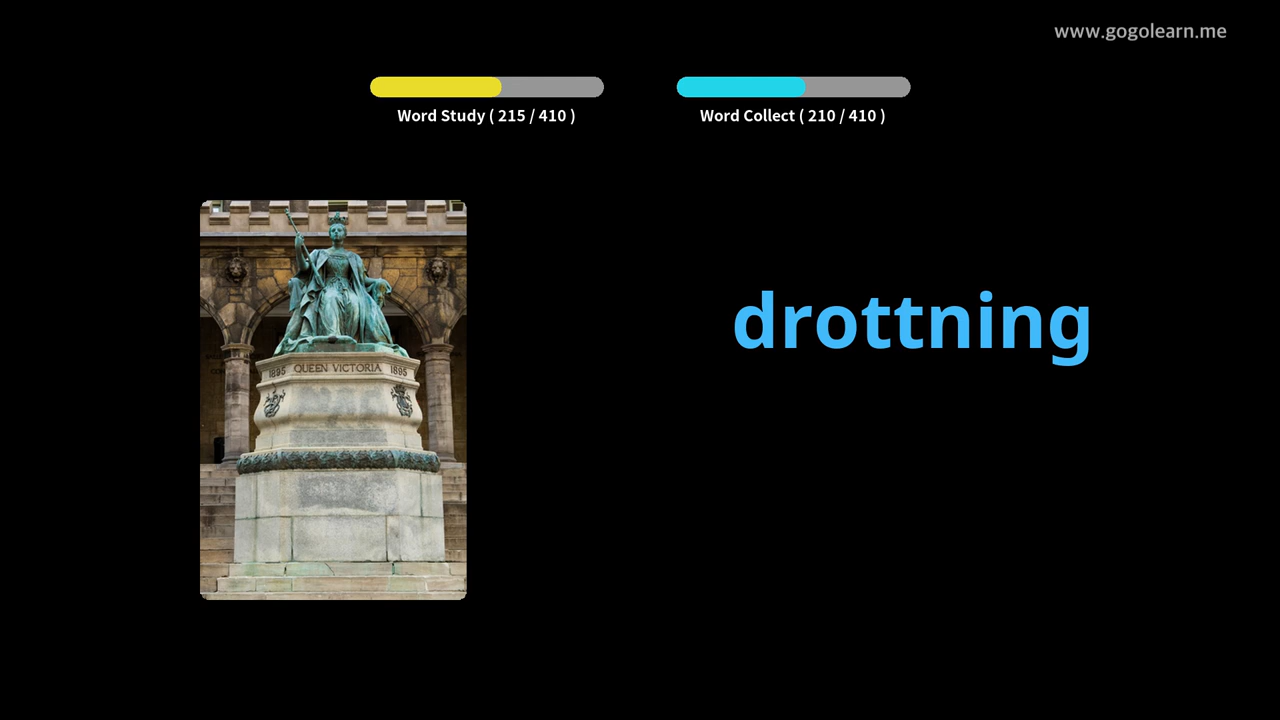 www.gogolearn.me
Word Study ( 215 / 410 )
Word Collect ( 210 / 410 )
drottning
1895 QUEEN VICTORIA 1895